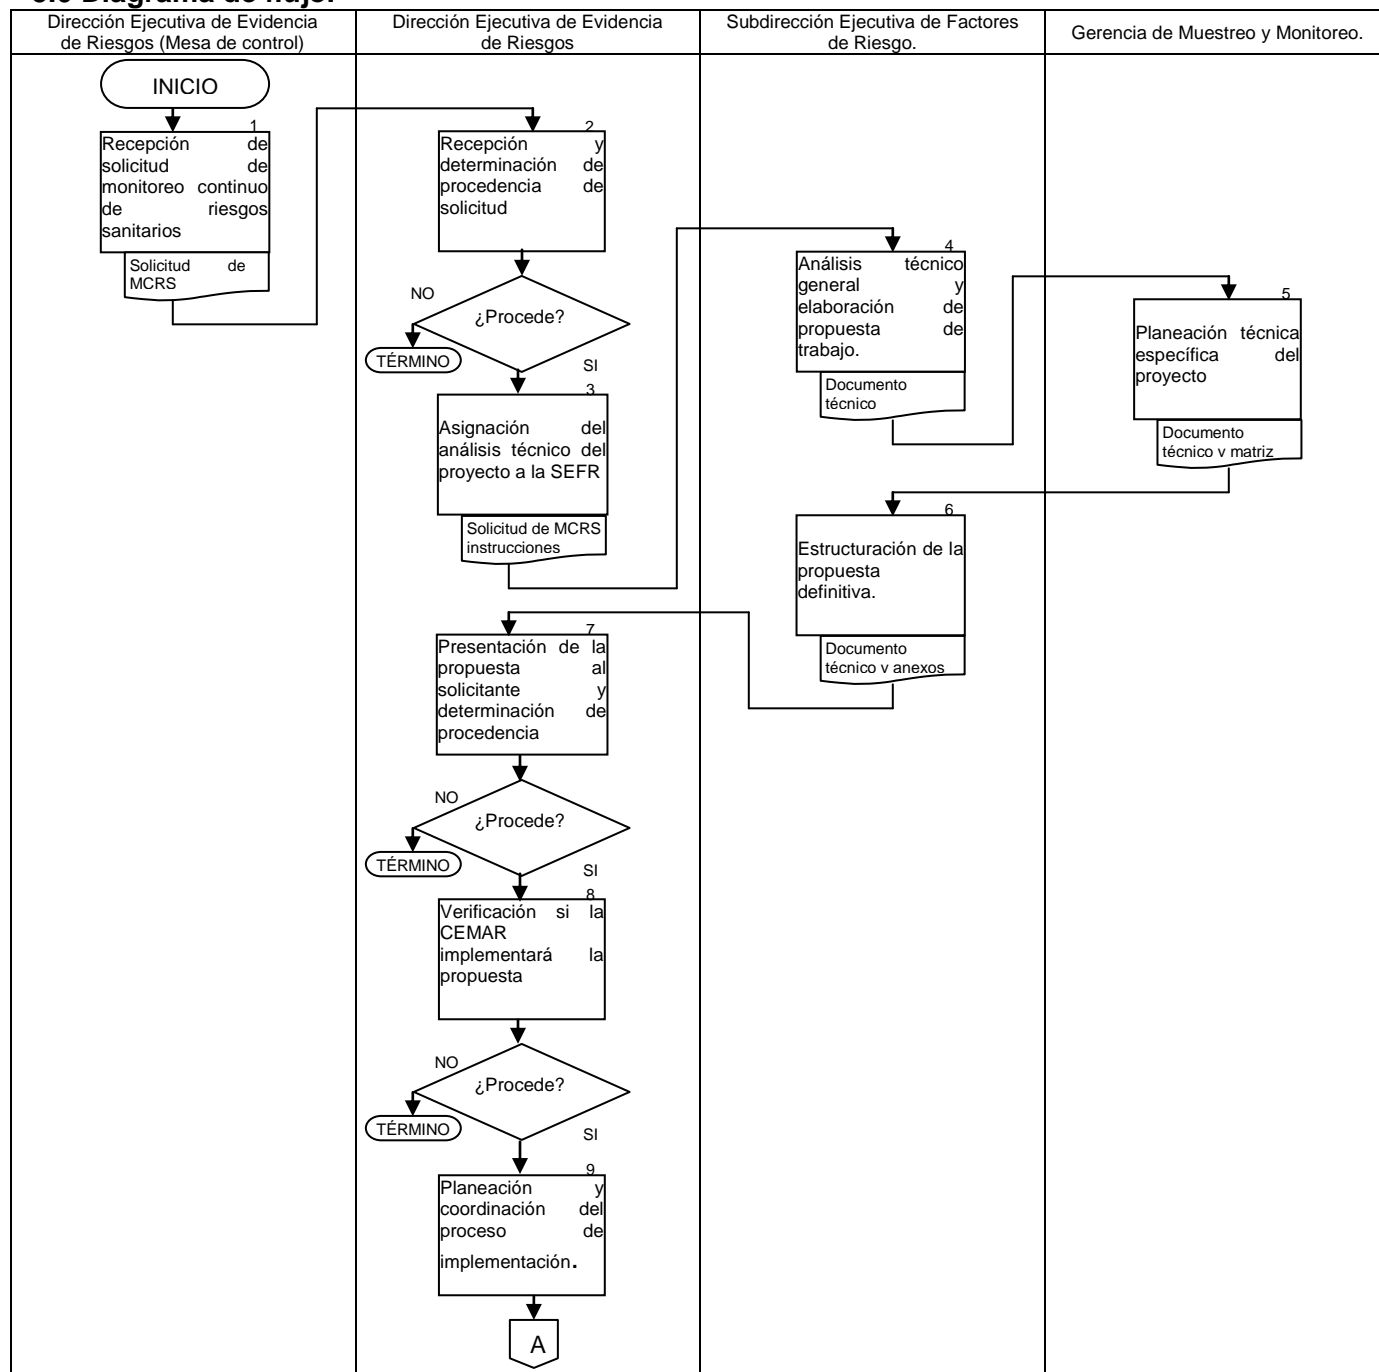 Dirección Ejecutiva de Evidencia
de Riesgos (Mesa de control)
Dirección Ejecutiva de Evidencia
de Riesgos
Subdirección Ejecutiva de Factores
de Riesgo.
Gerencia de Muestreo y Monitoreo.
INICIO
1
Recepción de
solicitud de
monitoreo continuo
de riesgos
sanitarios
Solicitud de
MCRS
2
Recepción y
determinación de
procedencia de
solicitud
NO
¿Procede?
TÉRMINO
SI
3
Asignación del
análisis técnico del
proyecto a la SEFR
Solicitud de MCRS
instrucciones
4
Análisis técnico
general y
elaboración de
propuesta de
trabajo.
Documento
técnico
5
Planeación técnica
específica del
proyecto
Documento
técnico y matriz
6
Estructuración de la
propuesta
definitiva.
Documento
técnico y anexos
7
Presentación de la
propuesta al
solicitante y
determinación de
procedencia
NO
¿Procede?
TÉRMINO
SI
8
Verificación si la
CEMAR
implementará la
propuesta
NO
¿Procede?
TÉRMINO
SI
9
Planeación y
coordinación del
proceso de
implementación.
A